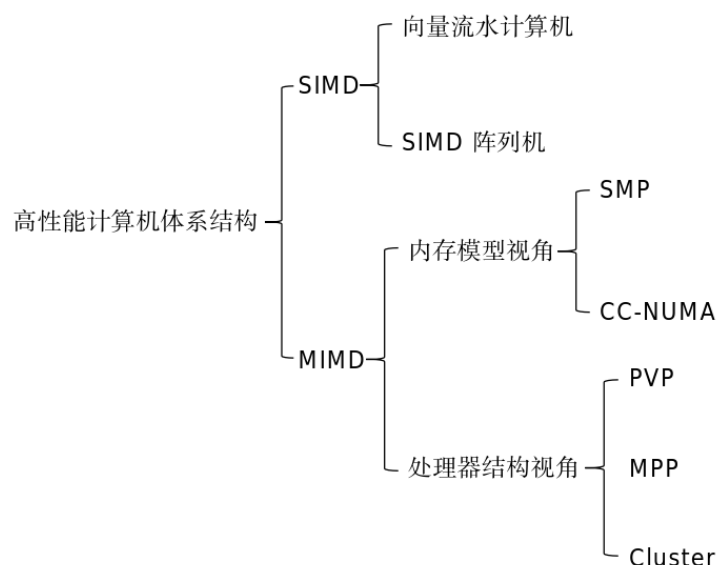 高性能计算机体系结构
SIMD
向量流水计算机
SIMD 阵列机
MIMD
内存模型视角
SMP
CC-NUMA
处理器结构视角
PVP
MPP
Cluster